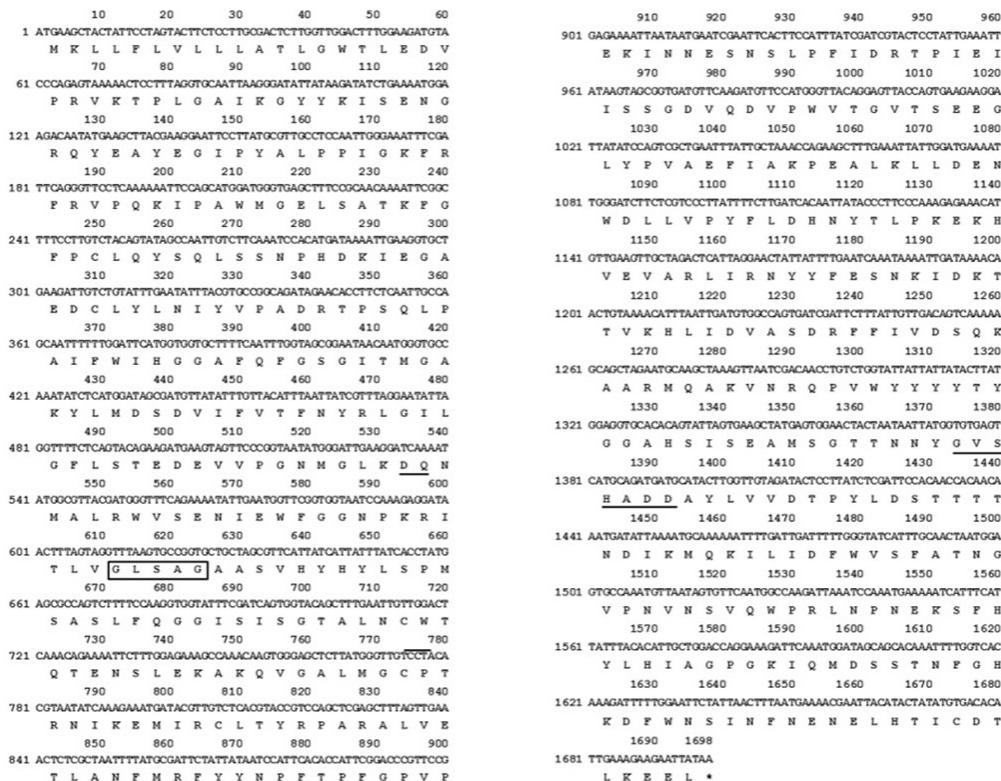 10 20 30 40 50 60
1 ATGAAGCTACTATTCCTAGTACTTCTCCTTGCGACTCTTGGTTGGACTTTGGAAGATGTA
M K L L F L V L L L A T L G W T L E D V
70 80 90 100 110 120
61 CCCAGAGTAAAAACTCCTTTAGGTGCAATTAAGGGATATTATAAGATATCTGAAAATGGA
P R V K T P L G A I K G Y Y K I S E N G
130 140 150 160 170 180
121 AGACAATATGAAGCTTACGAAGGAATTCCTTATGCGTTGCCTCCAATTGGGAAATTTCGA
R Q Y E A Y E G I P Y A L P P I G K F R
190 200 210 220 230 240
181 TTCAGGGTTCCTCAAAAAATTCCAGCATGGATGGGTGAGCTTTCCGCAACAAAATTCGGC
F R V P Q K I P A W M G E L S A T K F G
250 260 270 280 290 300
241 TTTCCTTGTCTACAGTATAGCCAATTGTCTTCAAATCCACATGATAAAATTGAAGGTGCT
F P C L Q Y S Q L S S N P H D K I E G A
310 320 330 340 350 360
301 GAAGATTGTCTGTATTTGAATATTTACGTGCCGGCAGATAGAACACCTTCTCAATTGCCA
E D C L Y L N I Y V P A D R T P S Q L P
370 380 390 400 410 420
361 GCAATTTTTTGGATTCATGGTGGTGCTTTTCAATTTGGTAGCGGAATAACAATGGGTGCC
A I F W I H G G A F Q F G S G I T M G A
430 440 450 460 470 480
421 AAATATCTCATGGATAGCGATGTTATATTTGTTACATTTAATTATCGTTTAGGAATATTA
K Y L M D S D V I F V T F N Y R L G I L
490 500 510 520 530 540
481 GGTTTTCTCAGTACAGAAGATGAAGTAGTTCCCGGTAATATGGGATTGAAGGATCAAAAT
G F L S T E D E V V P G N M G L K D Q N
550 560 570 580 590 600
541 ATGGCGTTACGATGGGTTTCAGAAAATATTGAATGGTTCGGTGGTAATCCAAAGAGGATA
M A L R W V S E N I E W F G G N P K R I
610 620 630 640 650 660
601 ACTTTAGTAGGTTTAAGTGCCGGTGCTGCTAGCGTTCATTATCATTATTTATCACCTATG
T L V G L S A G A A S V H Y H Y L S P M
670 680 690 700 710 720
661 AGCGCCAGTCTTTTCCAAGGTGGTATTTCGATCAGTGGTACAGCTTTGAATTGTTGGACT
S A S L F Q G G I S I S G T A L N C W T
730 740 750 760 770 780
721 CAAACAGAAAATTCTTTGGAGAAAGCCAAACAAGTGGGAGCTCTTATGGGTTGTCCTACA
Q T E N S L E K A K Q V G A L M G C P T
790 800 810 820 830 840
781 CGTAATATCAAAGAAATGATACGTTGTCTCACGTACCGTCCAGCTCGAGCTTTAGTTGAA
R N I K E M I R C L T Y R P A R A L V E
850 860 870 880 890 900
841 ACTCTCGCTAATTTTATGCGATTCTATTATAATCCATTCACACCATTCGGACCCGTTCCG
T L A N F M R F Y Y N P F T P F G P V P
910 920 930 940 950 960
901 GAGAAAATTAATAATGAATCGAATTCACTTCCATTTATCGATCGTACTCCTATTGAAATT
E K I N N E S N S L P F I D R T P I E I
970 980 990 1000 1010 1020
961 ATAAGTAGCGGTGATGTTCAAGATGTTCCATGGGTTACAGGAGTTACCAGTGAAGAAGGA
I S S G D V Q D V P W V T G V T S E E G
1030 1040 1050 1060 1070 1080
1021 TTATATCCAGTCGCTGAATTTATTGCTAAACCAGAAGCTTTGAAATTATTGGATGAAAAT
L Y P V A E F I A K P E A L K L L D E N
1090 1100 1110 1120 1130 1140
1081 TGGGATCTTCTCGTCCCTTATTTTCTTGATCACAATTATACCCTTCCCAAAGAGAAACAT
W D L L V P Y F L D H N Y T L P K E K H
1150 1160 1170 1180 1190 1200
1141 GTTGAAGTTGCTAGACTCATTAGGAACTATTATTTTGAATCAAATAAAATTGATAAAACA
V E V A R L I R N Y Y F E S N K I D K T
1210 1220 1230 1240 1250 1260
1201 ACTGTAAAACATTTAATTGATGTGGCCAGTGATCGATTCTTTATTGTTGACAGTCAAAAA
T V K H L I D V A S D R F F I V D S Q K
1270 1280 1290 1300 1310 1320
1261 GCAGCTAGAATGCAAGCTAAAGTTAATCGACAACCTGTCTGGTATTATTATTATACTTAT
A A R M Q A K V N R Q P V W Y Y Y Y T Y
1330 1340 1350 1360 1370 1380
1321 GGAGGTGCACACAGTATTAGTGAAGCTATGAGTGGAACTACTAATAATTATGGTGTGAGT
G G A H S I S E A M S G T T N N Y G V S
1390 1400 1410 1420 1430 1440
1381 CATGCAGATGATGCATACTTGGTTGTAGATACTCCTTATCTCGATTCCACAACCACAACA
H A D D A Y L V V D T P Y L D S T T T T
1450 1460 1470 1480 1490 1500
1441 AATGATATTAAAATGCAAAAAATTTTGATTGATTTTTGGGTATCATTTGCAACTAATGGA
N D I K M Q K I L I D F W V S F A T N G
1510 1520 1530 1540 1550 1560
1501 GTGCCAAATGTTAATAGTGTTCAATGGCCAAGATTAAATCCAAATGAAAAATCATTTCAT
V P N V N S V Q W P R L N P N E K S F H
1570 1580 1590 1600 1610 1620
1561 TATTTACACATTGCTGGACCAGGAAAGATTCAAATGGATAGCAGCACAAATTTTGGTCAC
Y L H I A G P G K I Q M D S S T N F G H
1630 1640 1650 1660 1670 1680
1621 AAAGATTTTTGGAATTCTATTAACTTTAATGAAAACGAATTACATACTATATGTGACACA
K D F W N S I N F N E N E L H T I C D T
1690 1698
1681 TTGAAAGAAGAATTATAA
L K E E L *